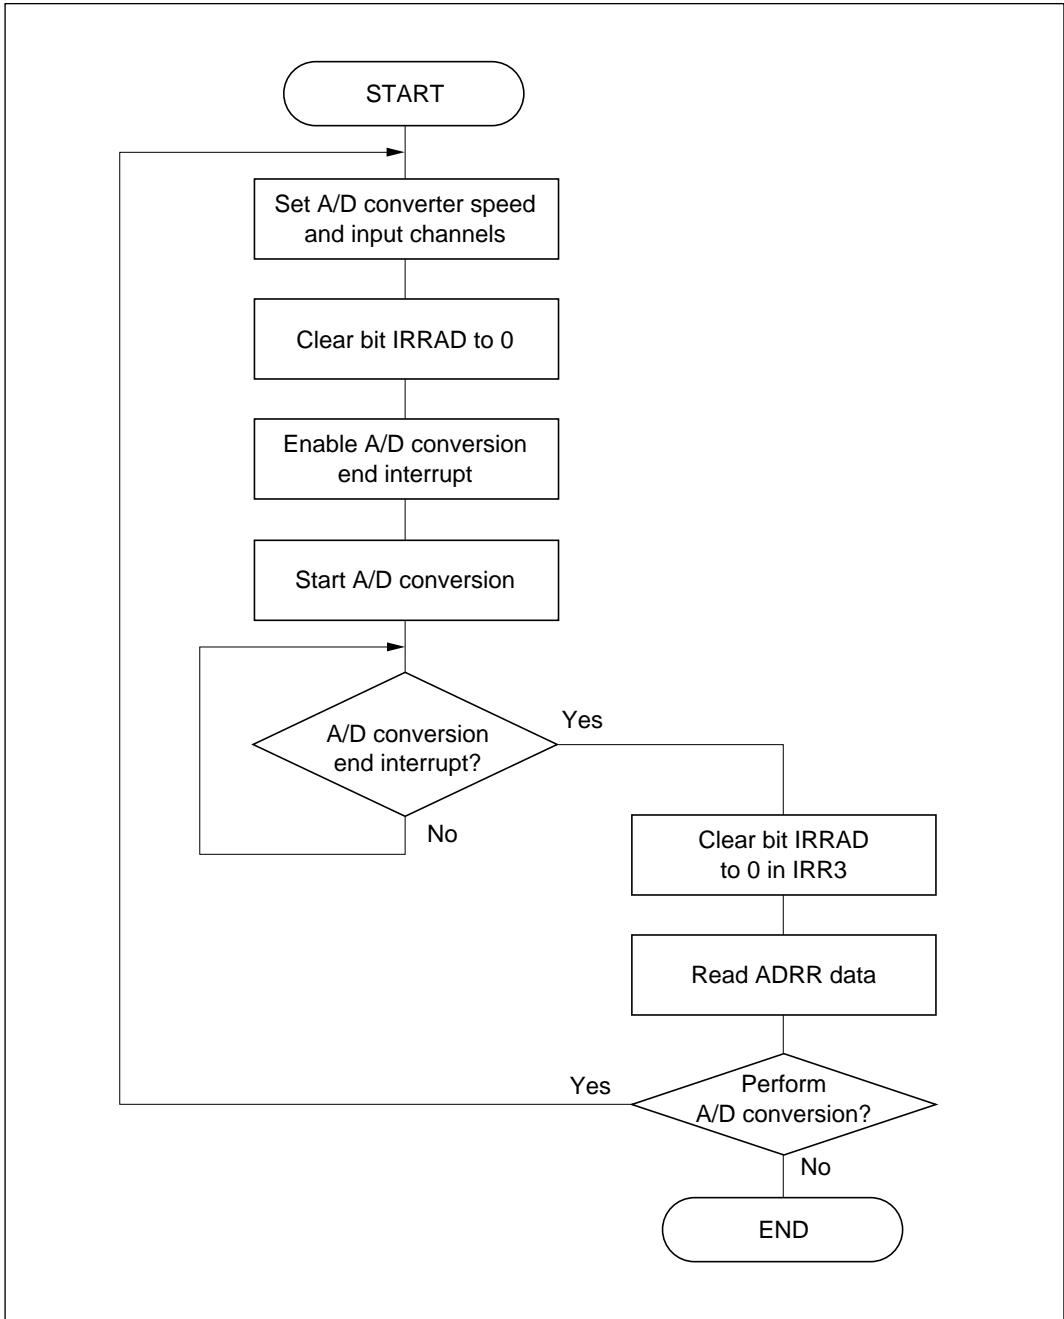 START
Set A/D converter speed
and input channels
Clear bit IRRAD to 0
Enable A/D conversion
end interrupt
Start A/D conversion
A/D conversion
end interrupt?
Yes
No
Clear bit IRRAD
to 0 in IRR3
Read ADRR data
Perform
A/D conversion?
Yes
No
END